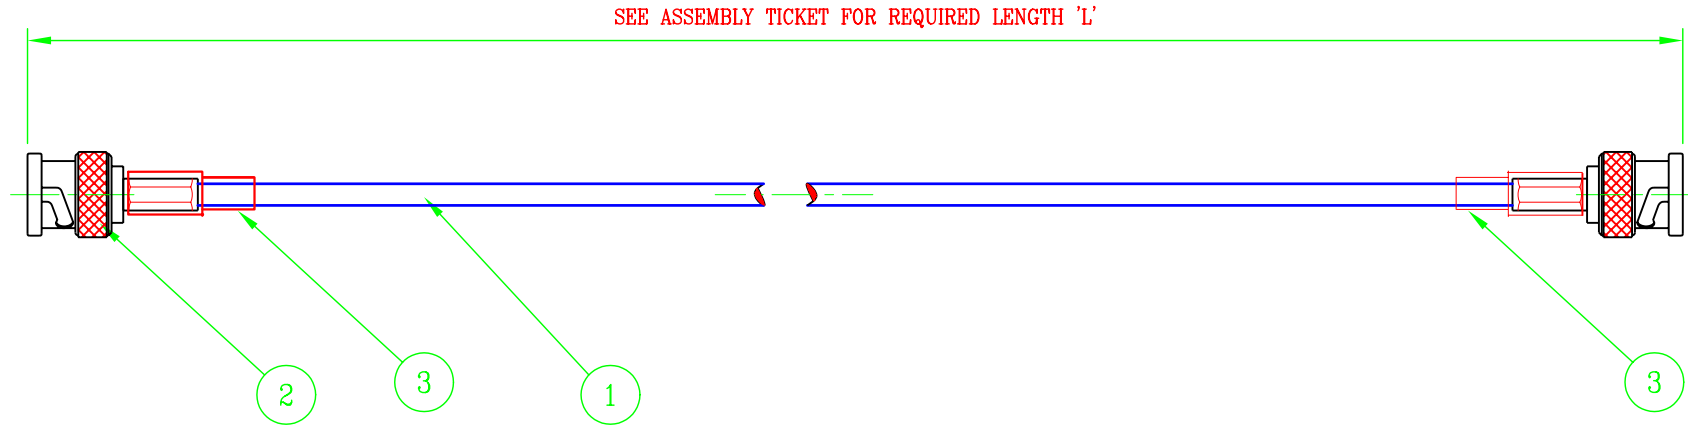 SEE ASSEMBLY TICKET FOR REQUIRED LENGTH 'L'
2
3
1
3